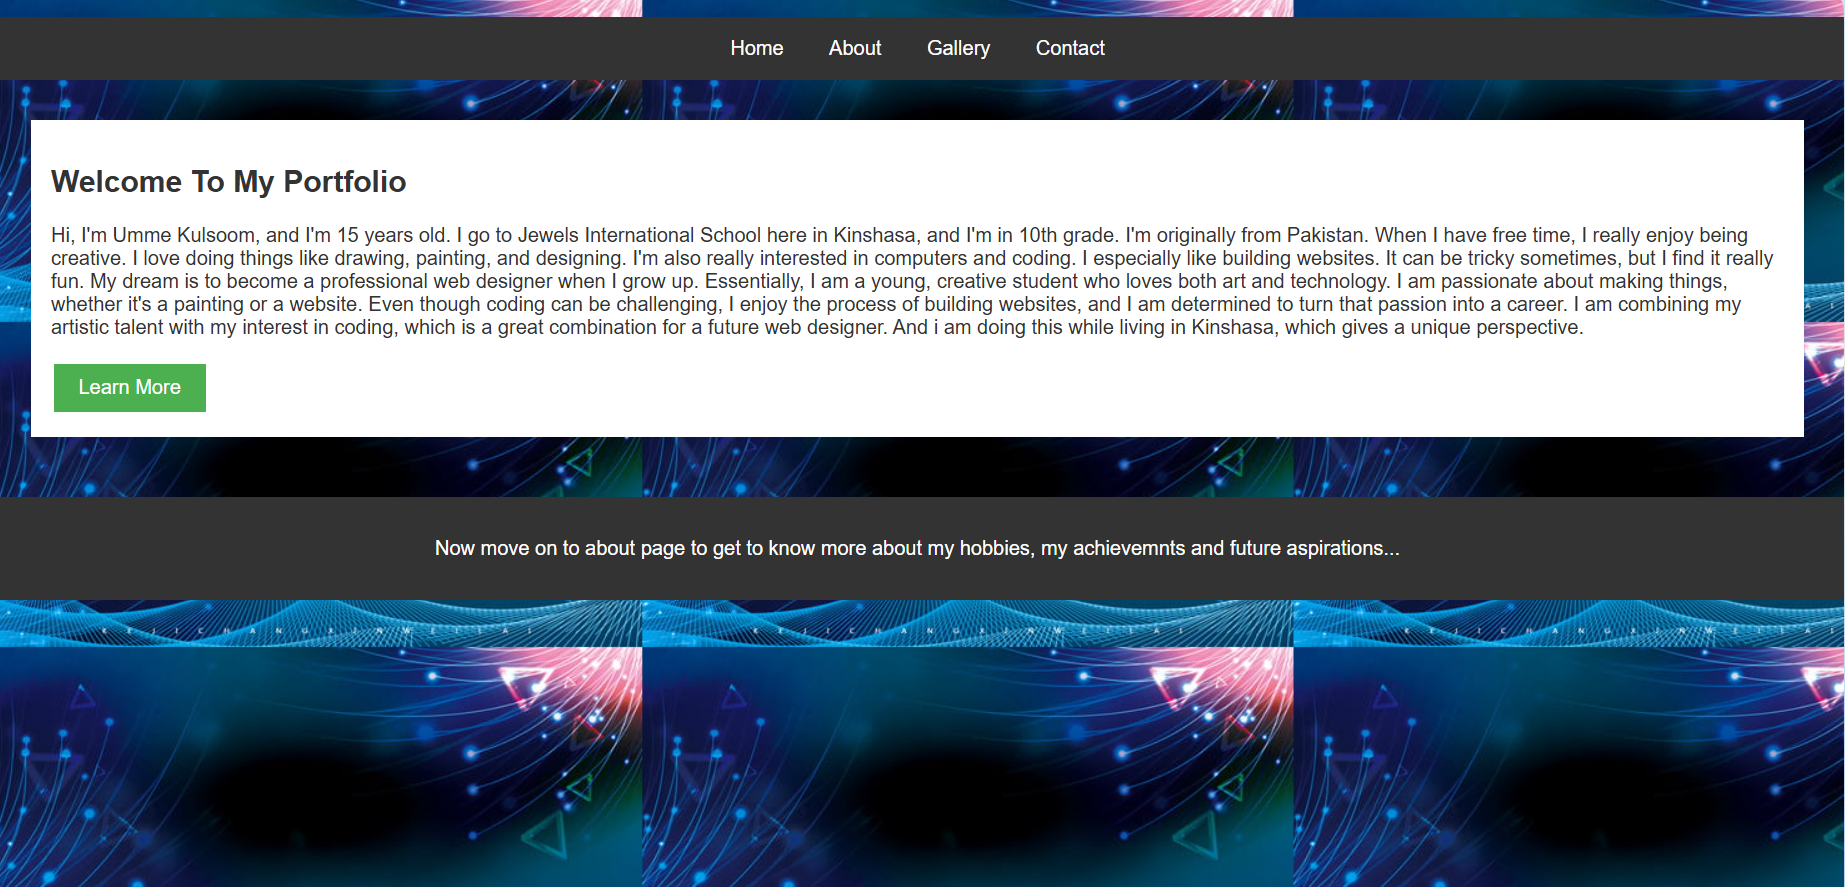 Home About Gallery Contact
Welcome To My Portfolio
Hi, I'm Umme Kulsoom, and I'm 15 years old. I go to Jewels International School here in Kinshasa, and I'm in 10th grade. I'm originally from Pakistan. When I have free time, I really enjoy being
creative. I love doing things like drawing, painting, and designing. I'm also really interested in computers and coding. I especially like building websites. It can be tricky sometimes, but I find it really
fun. My dream is to become a professional web designer when I grow up. Essentially, I am a young, creative student who loves both art and technology. I am passionate about making things,
whether it's a painting or a website. Even though coding can be challenging, I enjoy the process of building websites, and I am determined to turn that passion into a career. I am combining my
artistic talent with my interest in coding, which is a great combination for a future web designer. And i am doing this while living in Kinshasa, which gives a unique perspective.
Learn More
Now move on to about page to get to know more about my hobbies, my achievemnts and future aspirations...